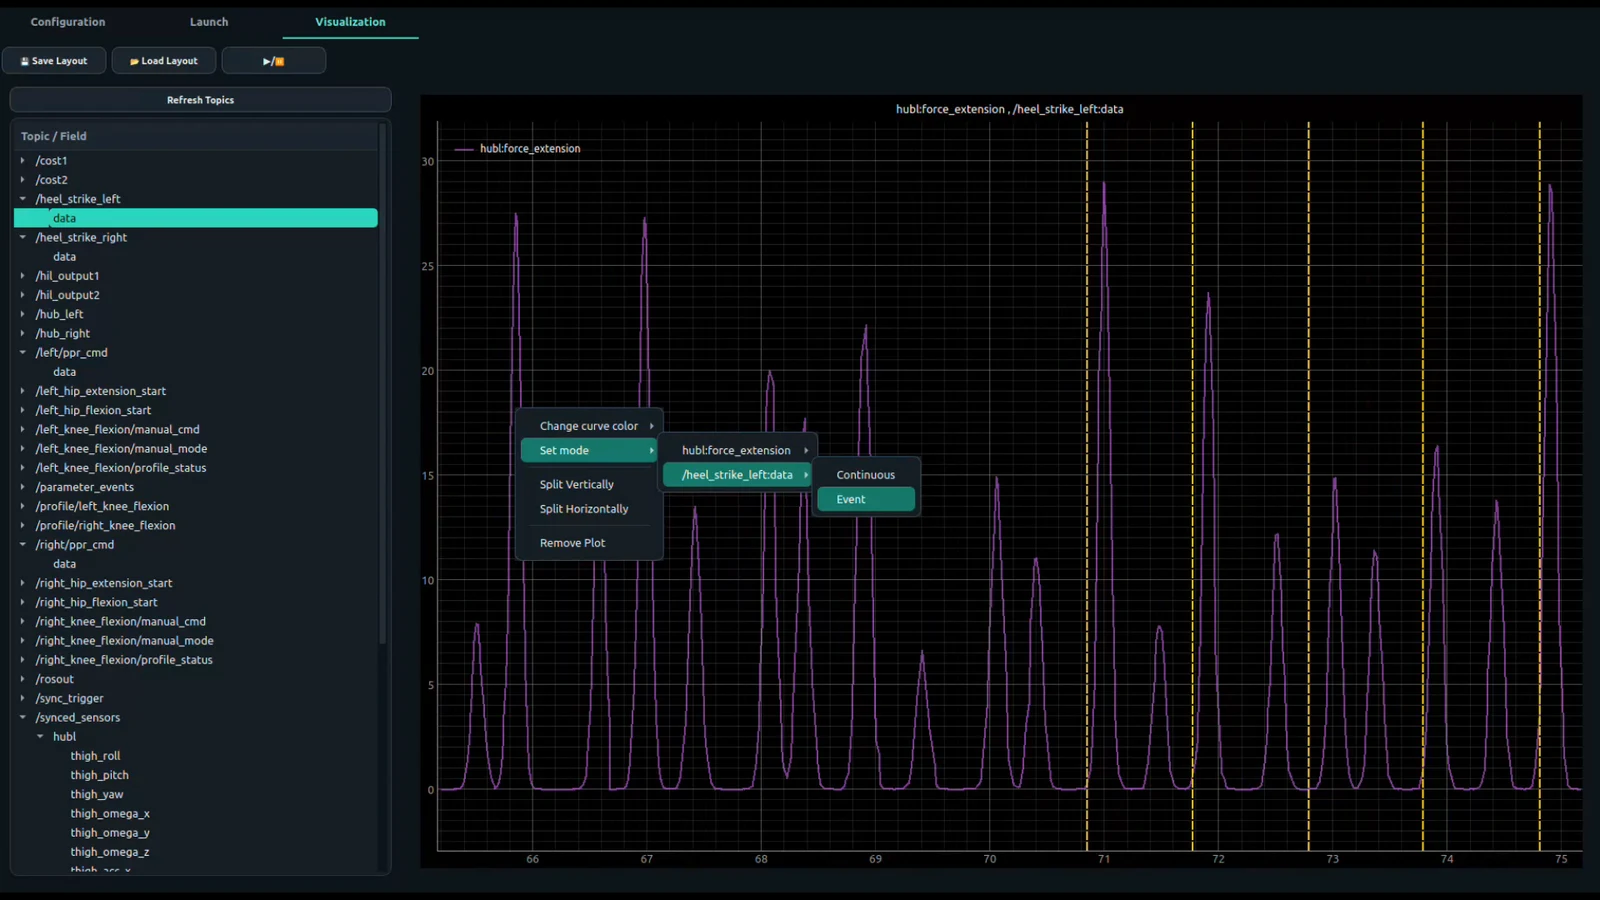 Configuration
Launch
Visualization
Save Layout
Load Layout
Refresh Topics
Topic / Field
/cost1
/cost2
/heel_strike_left
data
/heel_strike_right
data
/hil_output1
/hil_output2
/hub_left
/hub_right
/left/ppr_cmd
data
/left_hip_extension_start
/left_hip_flexion_start
/left_knee_flexion/manual_cmd
/left_knee_flexion/manual_mode
/left_knee_flexion/profile_status
/parameter_events
/profile/left_knee_flexion
/profile/right_knee_flexion
/right/ppr_cmd
data
/right_hip_extension_start
/right_hip_flexion_start
/right_knee_flexion/manual_cmd
/right_knee_flexion/manual_mode
/right_knee_flexion/profile_status
/rosout
/sync_trigger
/synced_sensors
hubl
thigh_roll
thigh_pitch
thigh_yaw
thigh_omega_x
thigh_omega_y
thigh_omega_z
thigh_acc_x
hubl:force_extension , /heel_strike_left:data
hubl:force_extension
30
25
20
15
10
5
0
66 67 68 69 70 71 72 73 74 75
Change curve color
Set mode
Split Vertically
Split Horizontally
Remove Plot
hubl:force_extension
/heel_strike_left:data
Continuous
Event